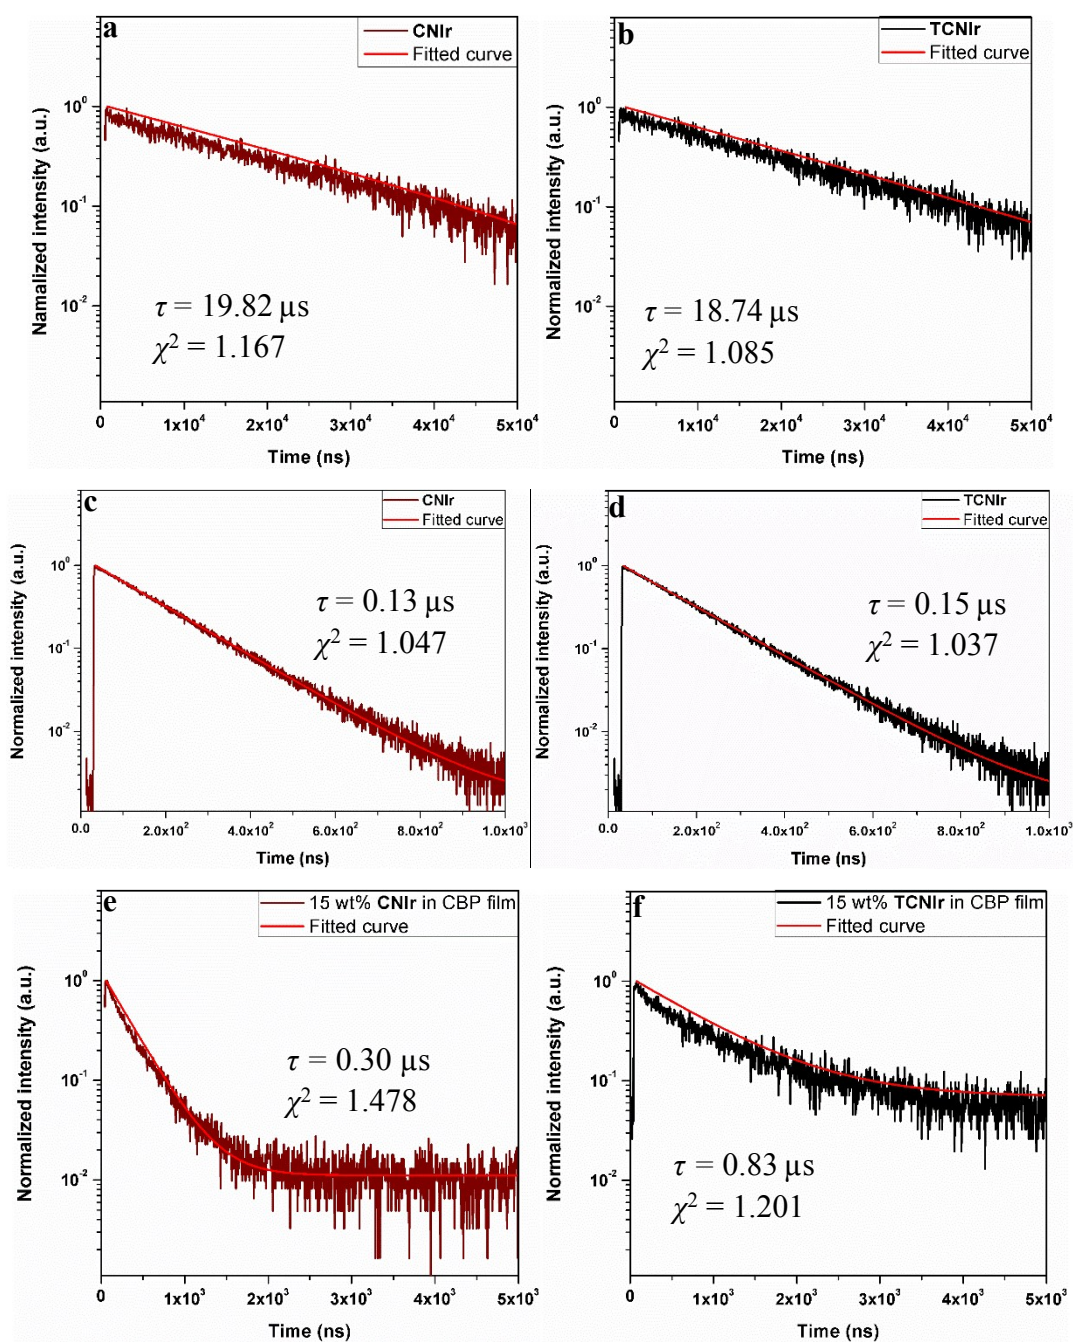 a
CNIr
Fitted curve
Namalized intensity (a.u.)
10⁰
10⁻¹
10⁻²
τ = 19.82 μs
χ² = 1.167
0
1x10⁴
2x10⁴
3x10⁴
4x10⁴
5x10⁴
Time (ns)
b
TCNIr
Fitted curve
Normalized intensity (a.u.)
10⁰
10⁻¹
10⁻²
τ = 18.74 μs
χ² = 1.085
0
1x10⁴
2x10⁴
3x10⁴
4x10⁴
5x10⁴
Time (ns)
c
CNIr
Fitted curve
Normalized intensity (a.u.)
10⁰
10⁻¹
10⁻²
τ = 0.13 μs
χ² = 1.047
0.0
2.0x10²
4.0x10²
6.0x10²
8.0x10²
1.0x10³
Time (ns)
d
TCNIr
Fitted curve
Normalized intensity (a.u.)
10⁰
10⁻¹
10⁻²
τ = 0.15 μs
χ² = 1.037
0.0
2.0x10²
4.0x10²
6.0x10²
8.0x10²
1.0x10³
Time (ns)
e
15 wt% CNIr in CBP film
Fitted curve
Normalized intensity (a.u.)
10⁰
10⁻¹
10⁻²
τ = 0.30 μs
χ² = 1.478
0
1x10³
2x10³
3x10³
4x10³
5x10³
Time (ns)
f
15 wt% TCNIr in CBP film
Fitted curve
Normalized intensity (a.u.)
10⁰
10⁻¹
10⁻²
τ = 0.83 μs
χ² = 1.201
0
1x10³
2x10³
3x10³
4x10³
5x10³
Time (ns)